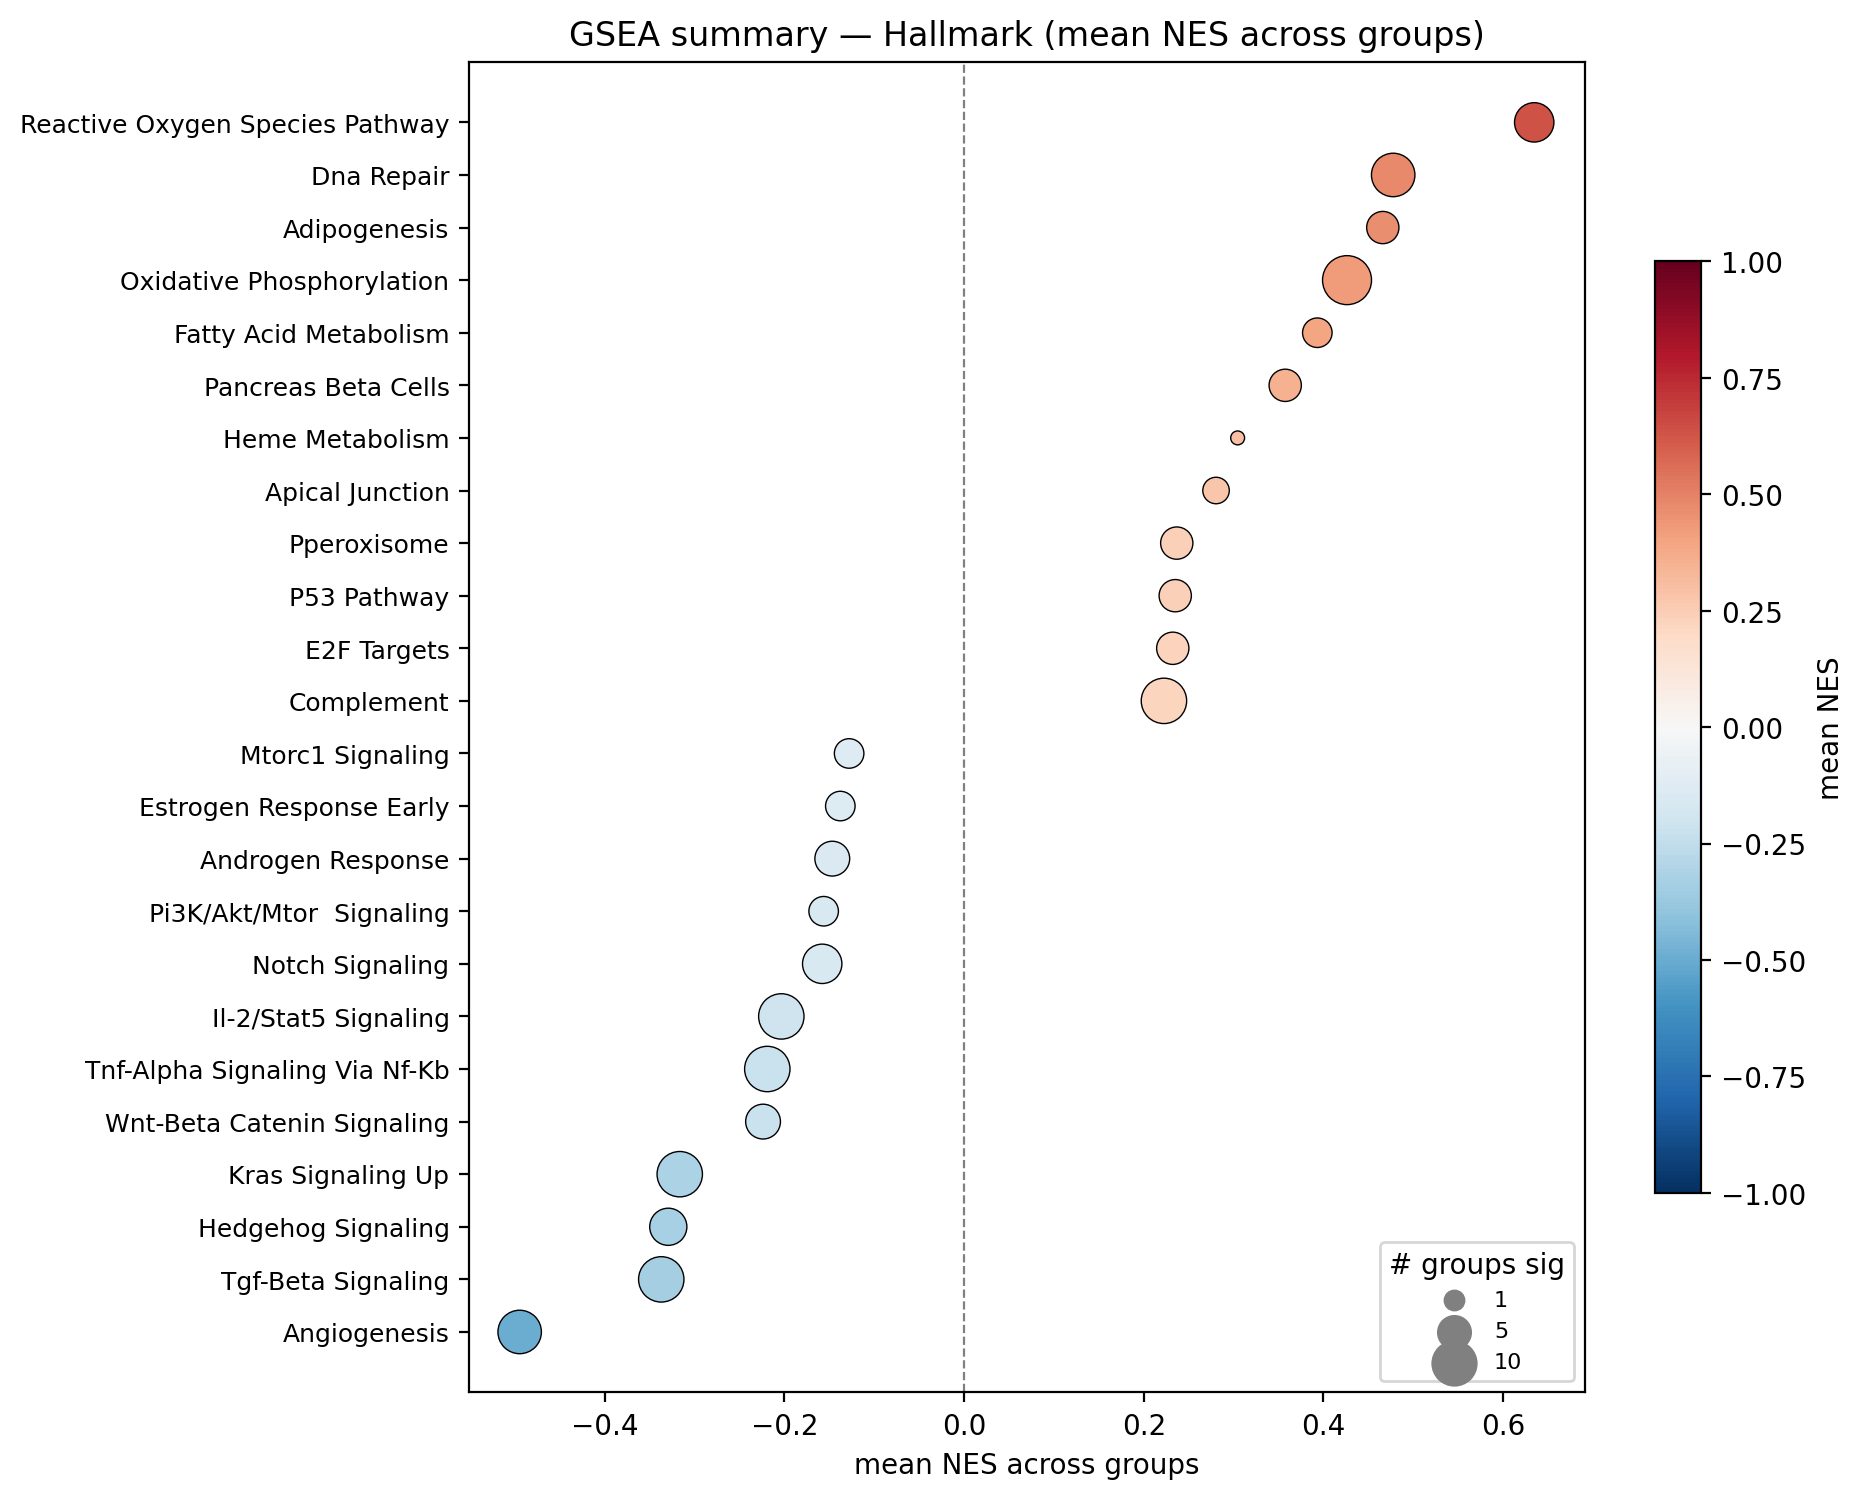 GSEA summary — Hallmark (mean NES across groups)
Reactive Oxygen Species Pathway
Dna Repair
Adipogenesis
Oxidative Phosphorylation
Fatty Acid Metabolism
Pancreas Beta Cells
Heme Metabolism
Apical Junction
Pperoxisome
P53 Pathway
E2F Targets
Complement
Mtorc1 Signaling
Estrogen Response Early
Androgen Response
Pi3K/Akt/Mtor  Signaling
Notch Signaling
Il-2/Stat5 Signaling
Tnf-Alpha Signaling Via Nf-Kb
Wnt-Beta Catenin Signaling
Kras Signaling Up
Hedgehog Signaling
Tgf-Beta Signaling
Angiogenesis
−0.4
−0.2
0.0
0.2
0.4
0.6
mean NES across groups
# groups sig
1
5
10
1.00
0.75
0.50
0.25
0.00
−0.25
−0.50
−0.75
−1.00
mean NES